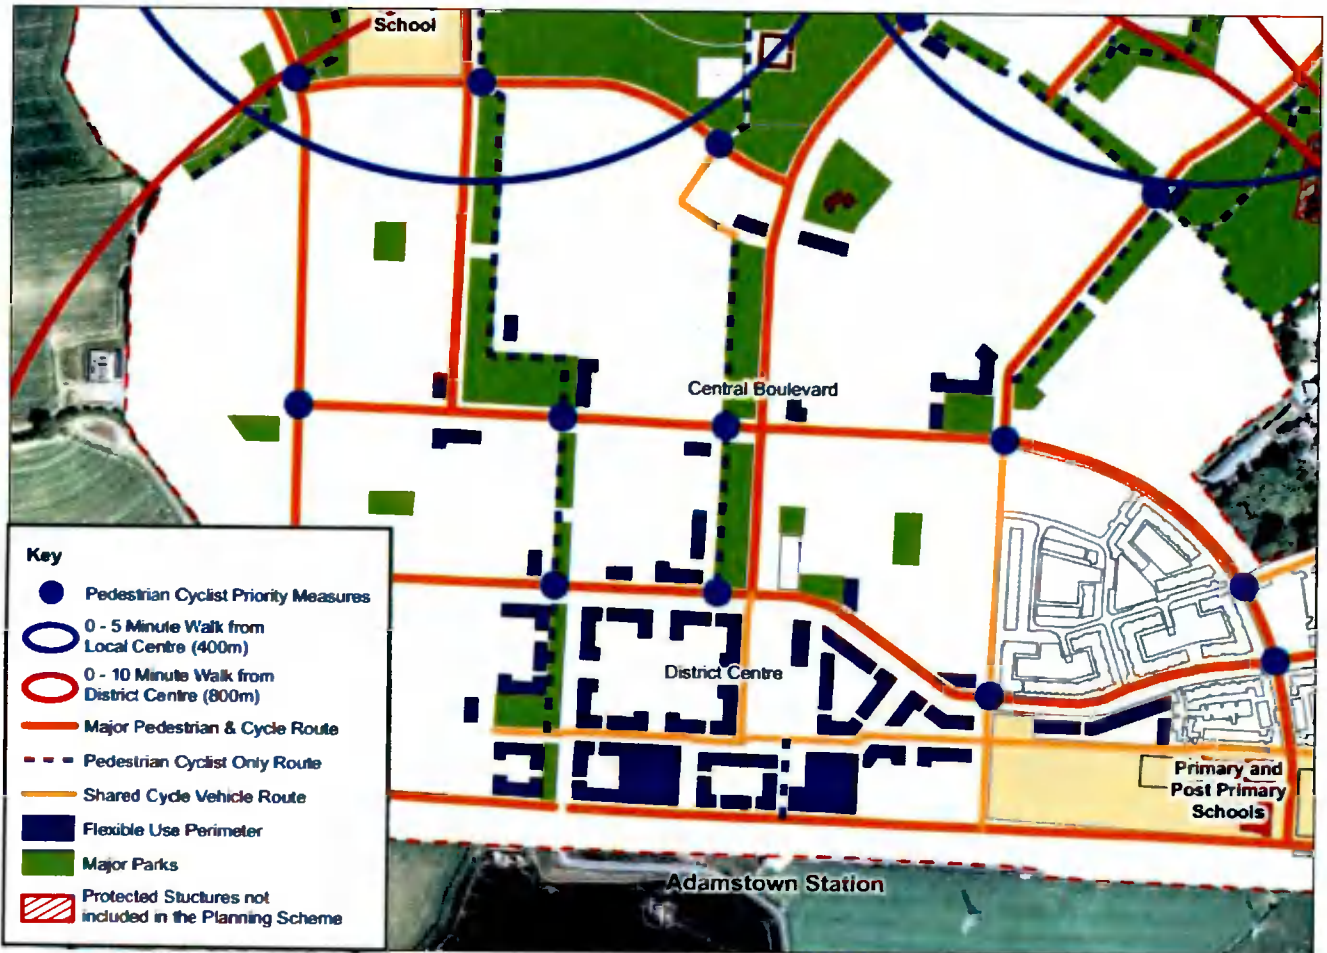 School
Central Boulevard
District Centre
Primary and
Post Primary
Schools
Adamstown Station
Key
Pedestrian Cyclist Priority Measures
0 - 5 Minute Walk from
Local Centre (400m)
0 - 10 Minute Walk from
District Centre (800m)
Major Pedestrian & Cycle Route
Pedestrian Cyclist Only Route
Shared Cycle Vehicle Route
Flexible Use Perimeter
Major Parks
Protected Stuctures not
included in the Planning Scheme